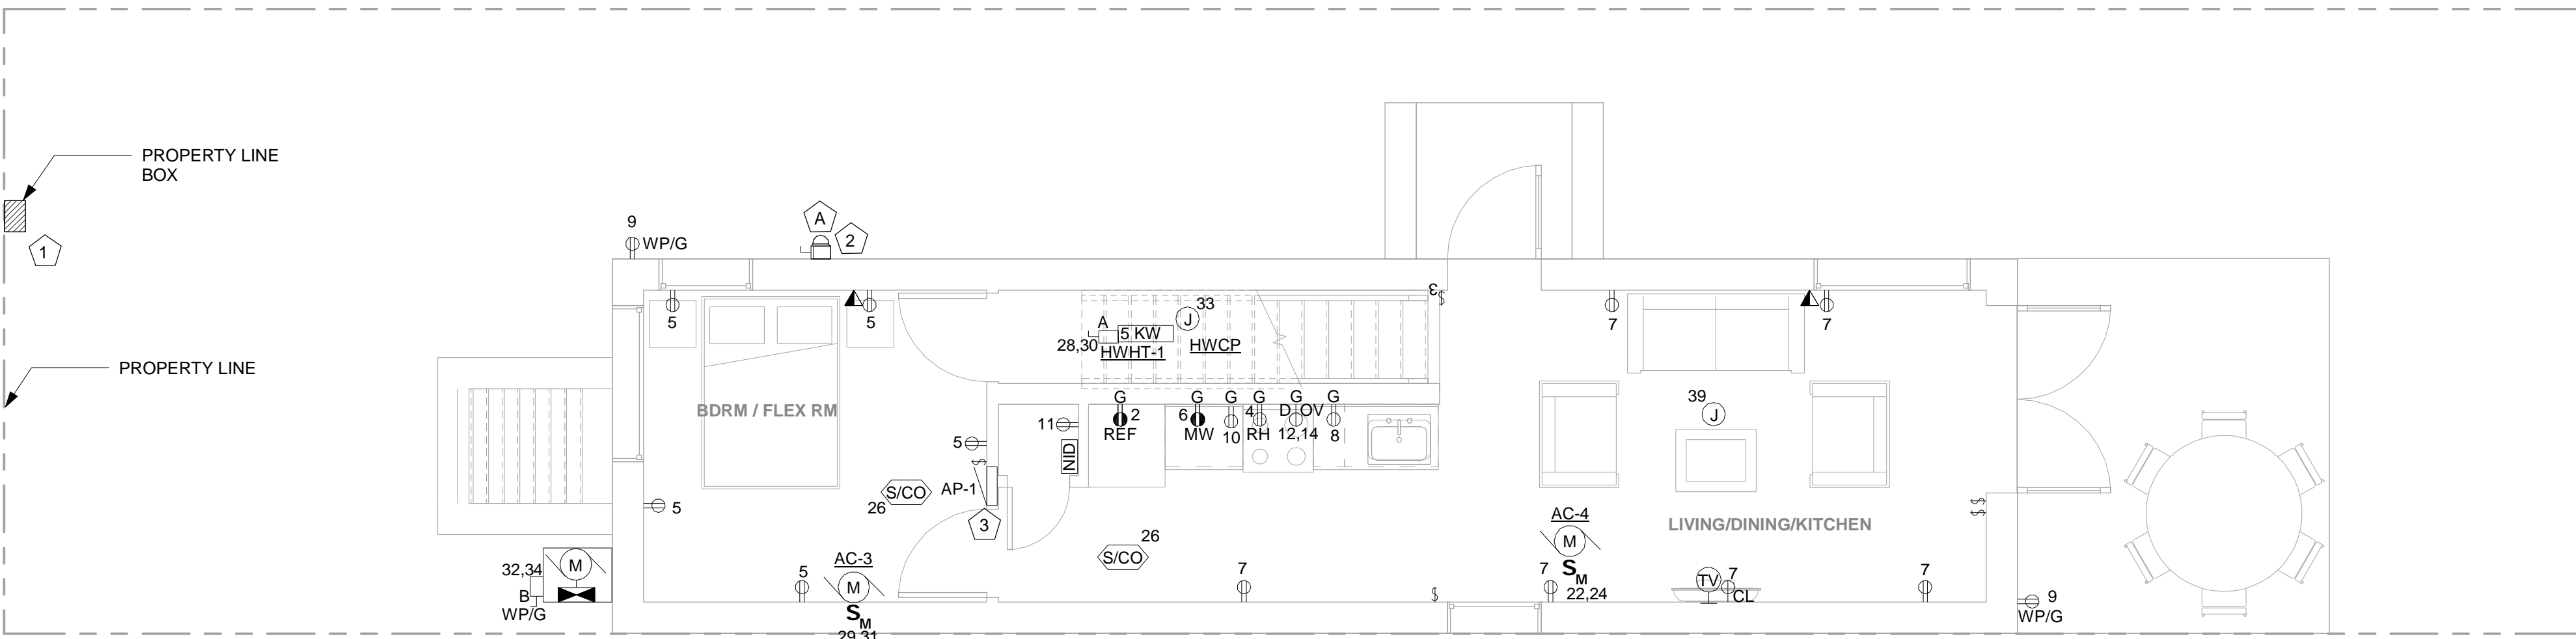 PROPERTY LINE
BOX
1
PROPERTY LINE
9
WP/G
A
2
5
5
BDRM / FLEX RM
5
AP-1
S/CO
26
3
5
AC-3
M
5
S M
29,31
32,34
M
B
WP/G
A
5 KW
28,30
HWHT-1
HWCP
J
33
3
$
11
NID
G
2
REF
G
6
MW
G
10
G
4
RH
G
D_OV
12,14
G
8
S/CO
26
7
$
7
7
39
J
LIVING/DINING/KITCHEN
AC-4
M
S M
22,24
7
TV
7
CL
7
$
$ $
$
9
WP/G